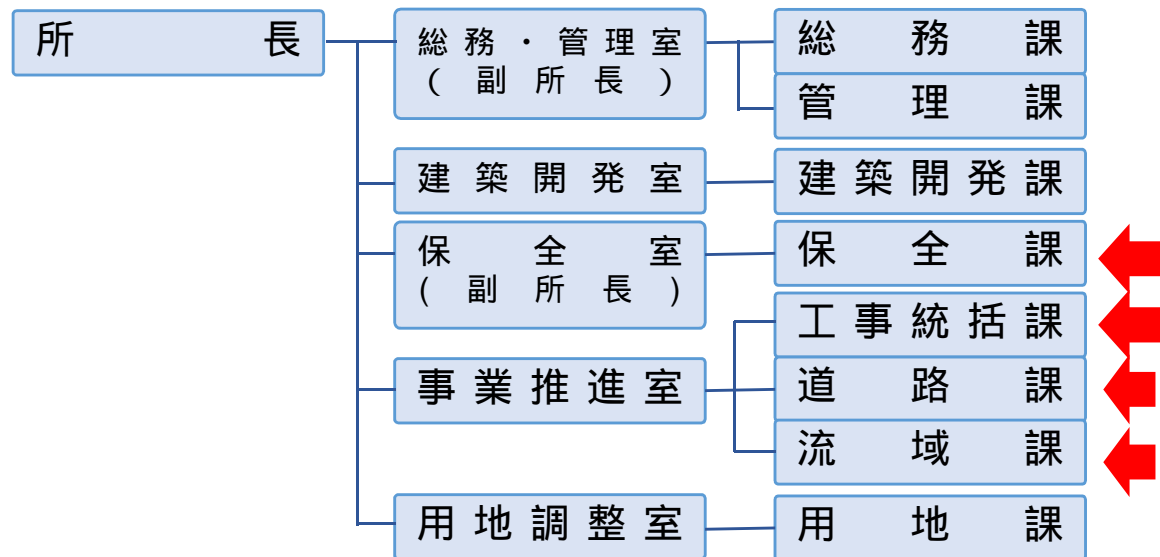 所長
総務・管理室
(副所長)
総務課
管理課
建築開発室
建築開発課
保全室
(副所長)
保全課
事業推進室
工事統括課
道路課
流域課
用地調整室
用地課